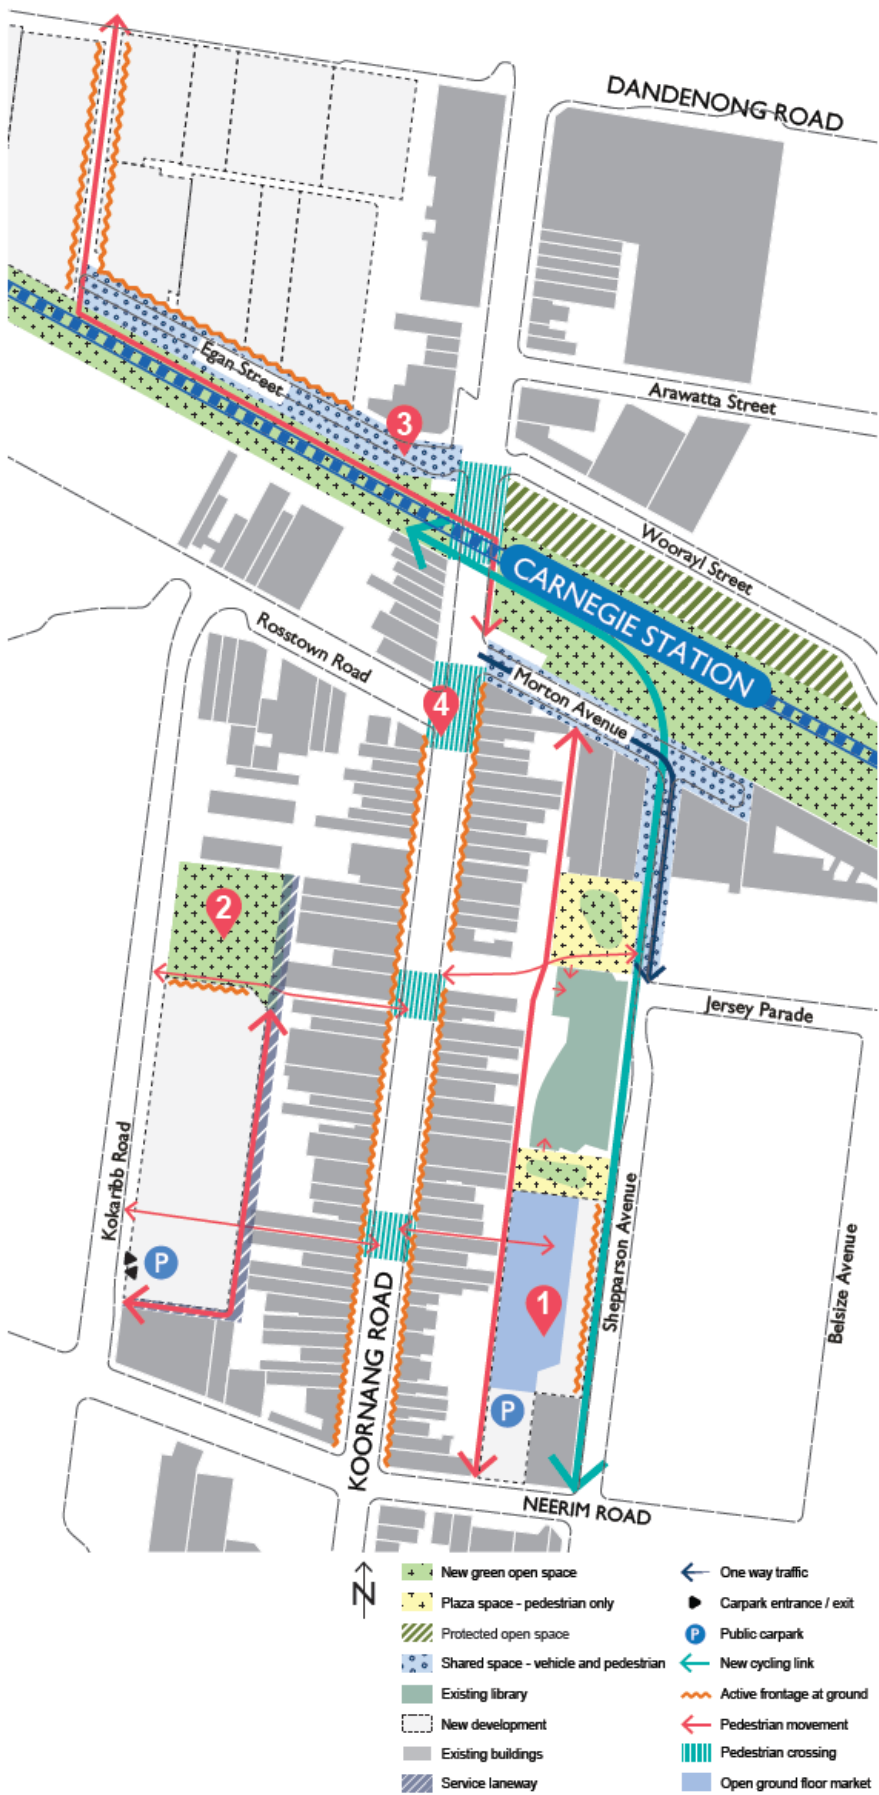 DANDENONG ROAD
Egan Street
Arawatta Street
3
Woorayl Street
CARNEGIE STATION
Rosstown Road
Morton Avenue
4
2
Jersey Parade
Kokaribb Road
Shepparson Avenue
Belsize Avenue
P
1
KOORNANG ROAD
P
NEERIM ROAD
N
New green open space
Plaza space - pedestrian only
Protected open space
Shared space - vehicle and pedestrian
Existing library
New development
Existing buildings
Service laneway
One way traffic
Carpark entrance / exit
P Public carpark
New cycling link
Active frontage at ground
Pedestrian movement
Pedestrian crossing
Open ground floor market